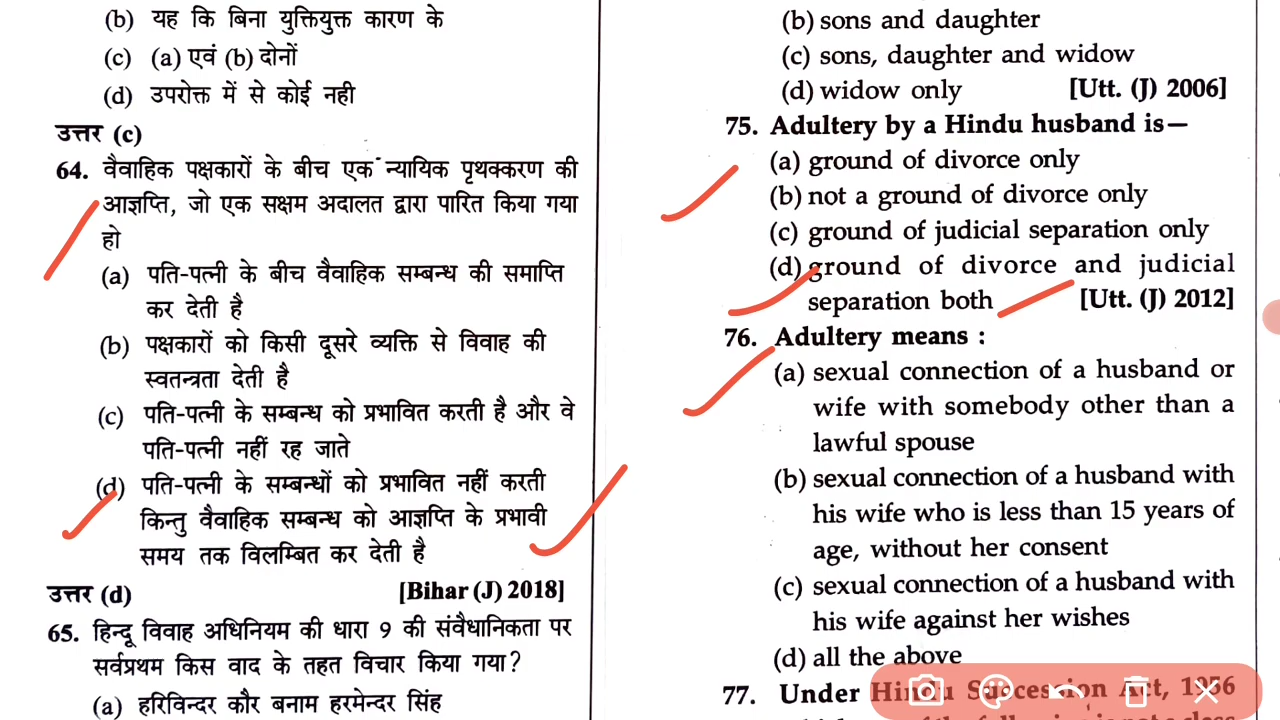 (b) यह कि बिना युक्तियुक्त कारण के
(c) (a) एवं (b) दोनों
(d) उपरोक्त में से कोई नही
उत्तर (c)
64. वैवाहिक पक्षकारों के बीच एक न्यायिक पृथक्करण की
आज्ञप्ति, जो एक सक्षम अदालत द्वारा पारित किया गया
हो
(a) पति-पत्नी के बीच वैवाहिक सम्बन्ध की समाप्ति
कर देती है
(b) पक्षकारों को किसी दूसरे व्यक्ति से विवाह की
स्वतन्त्रता देती है
(c) पति-पत्नी के सम्बन्ध को प्रभावित करती है और वे
पति-पत्नी नहीं रह जाते
(d) पति-पत्नी के सम्बन्धों को प्रभावित नहीं करती
किन्तु वैवाहिक सम्बन्ध को आज्ञप्ति के प्रभावी
समय तक विलम्बित कर देती है
उत्तर (d) [Bihar (J) 2018]
65. हिन्दू विवाह अधिनियम की धारा 9 की संवैधानिकता पर
सर्वप्रथम किस वाद के तहत विचार किया गया?
(a) हरिविन्दर कौर बनाम हरमेन्दर सिंह
(b) sons and daughter
(c) sons, daughter and widow
(d) widow only [Utt. (J) 2006]
75. Adultery by a Hindu husband is—
(a) ground of divorce only
(b) not a ground of divorce only
(c) ground of judicial separation only
(d) ground of divorce and judicial
separation both [Utt. (J) 2012]
76. Adultery means :
(a) sexual connection of a husband or
wife with somebody other than a
lawful spouse
(b) sexual connection of a husband with
his wife who is less than 15 years of
age, without her consent
(c) sexual connection of a husband with
his wife against her wishes
(d) all the above
77. Under Hindu Succession Act, 1956